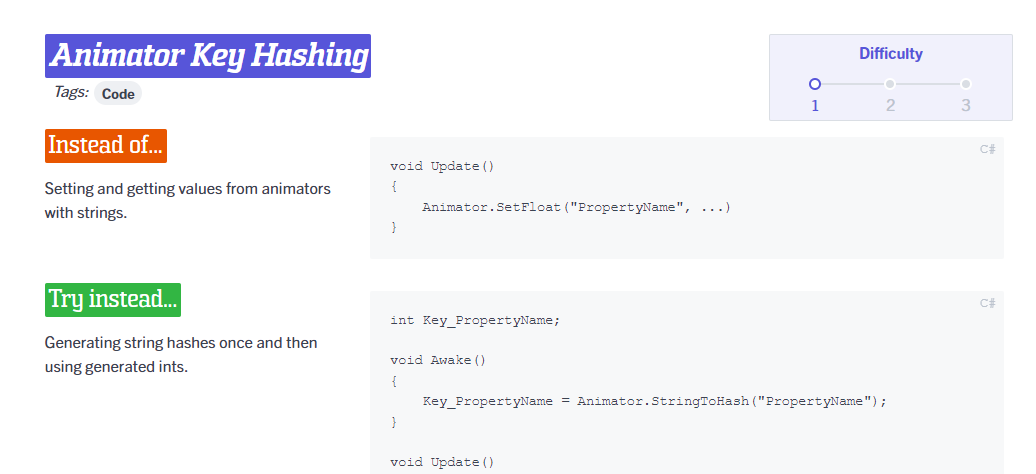 Animator Key Hashing
Tags: Code
Difficulty
1 2 3
Instead of...
Setting and getting values from animators
with strings.
C#
void Update()
{
Animator.SetFloat("PropertyName", ...)
}
Try instead...
Generating string hashes once and then
using generated ints.
C#
int Key_PropertyName;
void Awake()
{
Key_PropertyName = Animator.StringToHash("PropertyName");
}
void Update()